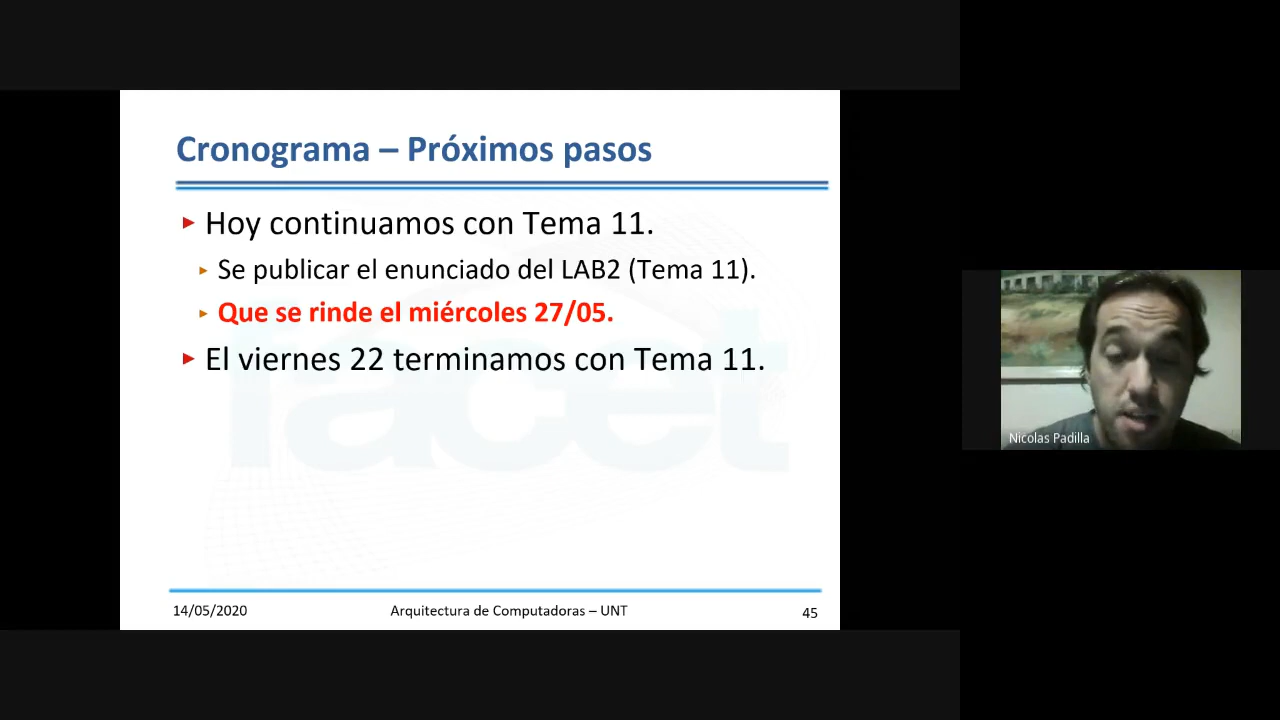 Cronograma – Próximos pasos
Hoy continuamos con Tema 11.
Se publicar el enunciado del LAB2 (Tema 11).
Que se rinde el miércoles 27/05.
El viernes 22 terminamos con Tema 11.
facet
14/05/2020
Arquitectura de Computadoras – UNT
45
Nicolas Padilla